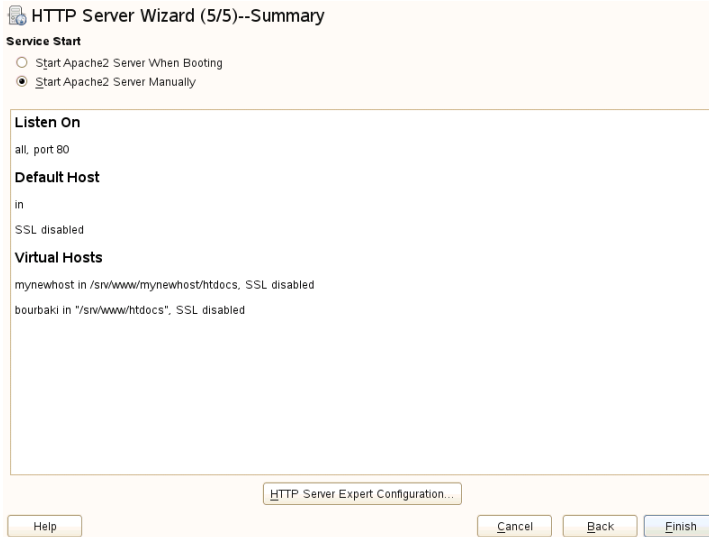 HTTP Server Wizard (5/5)--Summary
Service Start
Start Apache2 Server When Booting
Start Apache2 Server Manually
Listen On
all, port 80
Default Host
in
SSL disabled
Virtual Hosts
mynewhost in /srv/www/mynewhost/htdocs, SSL disabled
bourbaki in "/srv/www/htdocs", SSL disabled
HTTP Server Expert Configuration...
Help
Cancel
Back
Finish